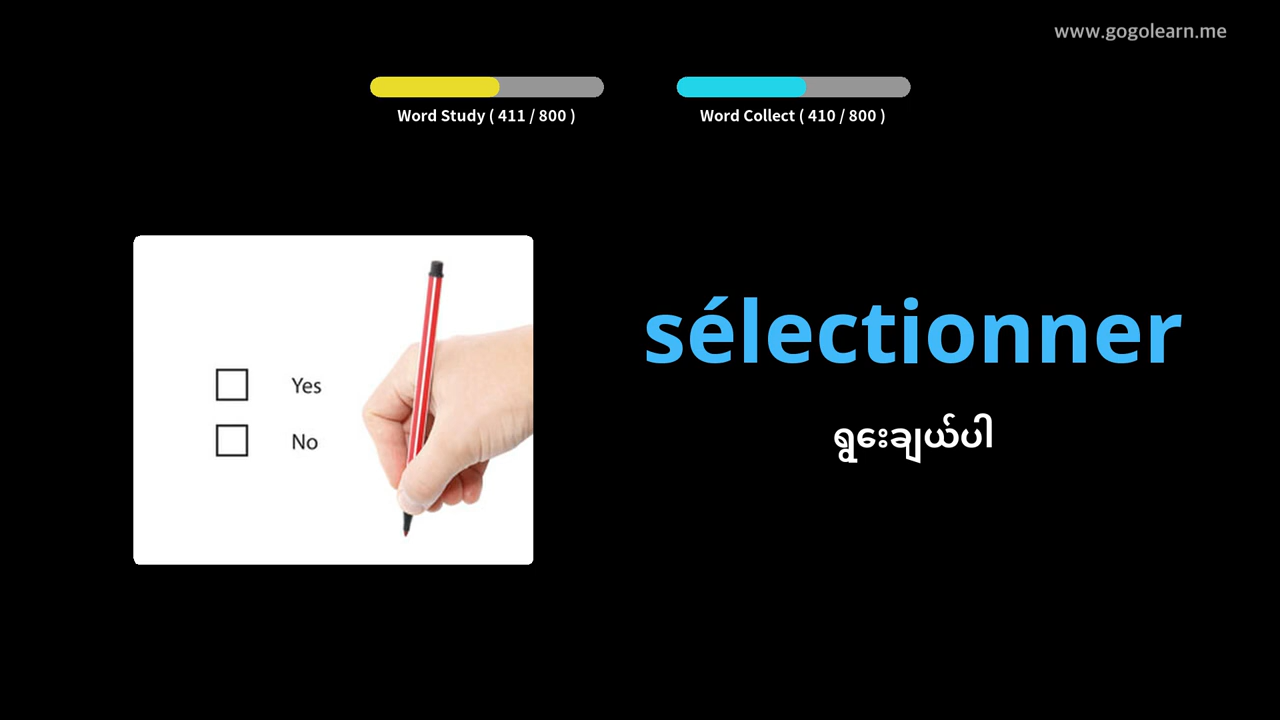 www.gogolearn.me
Word Study ( 411 / 800 )
Word Collect ( 410 / 800 )
sélectionner
ရွေးချယ်ပါ
Yes
No